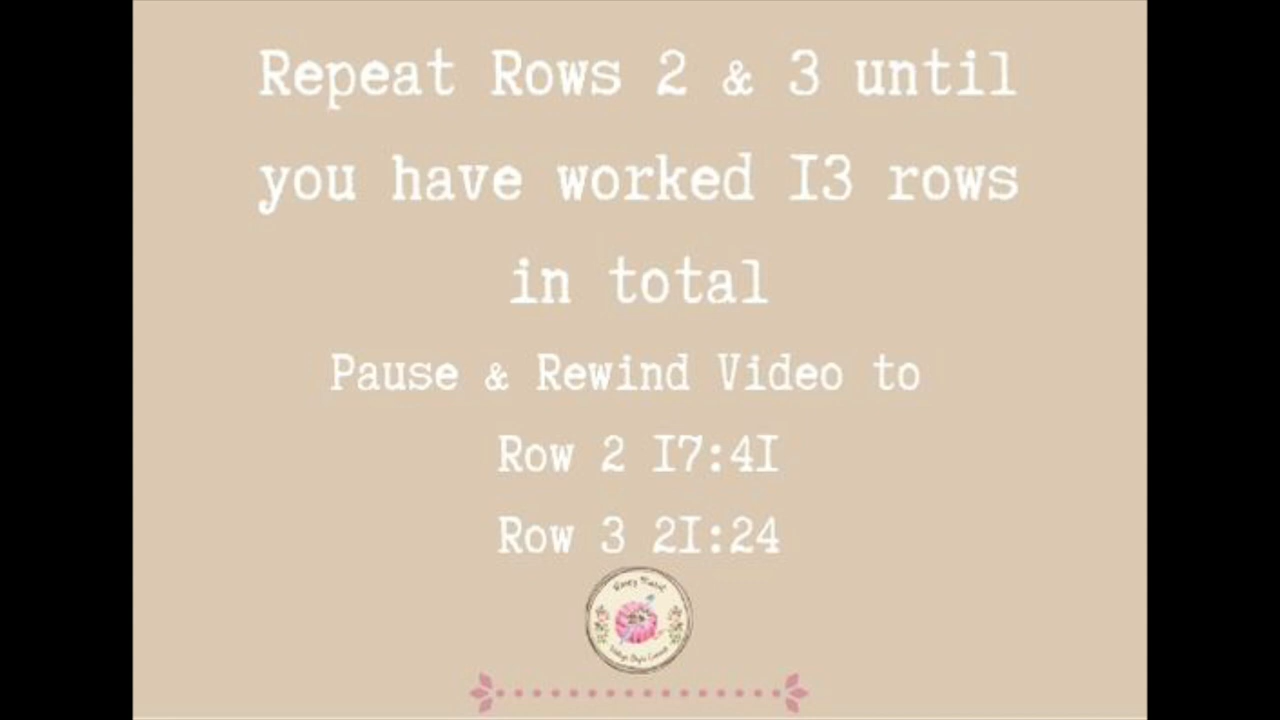 Repeat Rows 2 & 3 until
you have worked 13 rows
in total
Pause & Rewind Video to
Row 2 17:41
Row 3 21:24